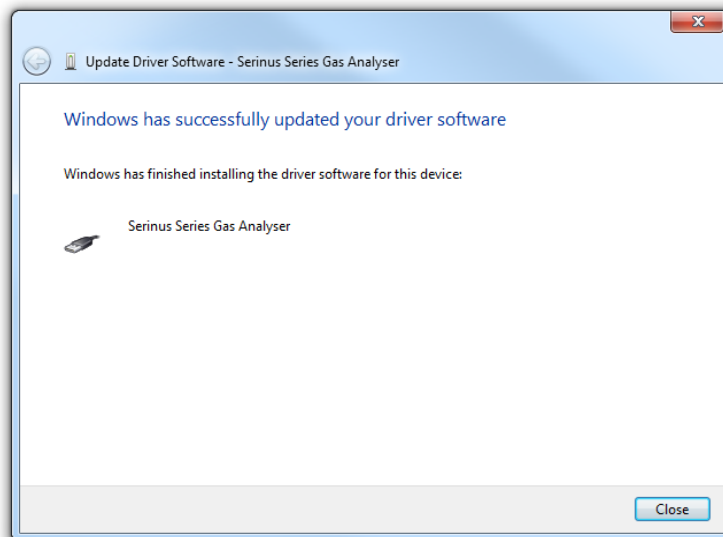 Update Driver Software - Serinus Series Gas Analyser
Windows has successfully updated your driver software
Windows has finished installing the driver software for this device:
Serinus Series Gas Analyser
Close